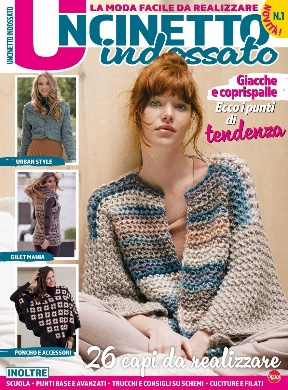 LA MODA FACILE DA REALIZZARE
UNCINETTO INDOSSATO
UNCINETTO
indossato
NOVITÀ!
N.1
Giacche
e coprispalle
Ecco i punti
di
tendenza
URBAN STYLE
GILET MANIA
PONCHO E ACCESSORI
26 capi da realizzare
INOLTRE
SCUOLA • PUNTI BASE E AVANZATI • TRUCCHI E CONSIGLI SU SCHEMI • CUCITURE E FILATI